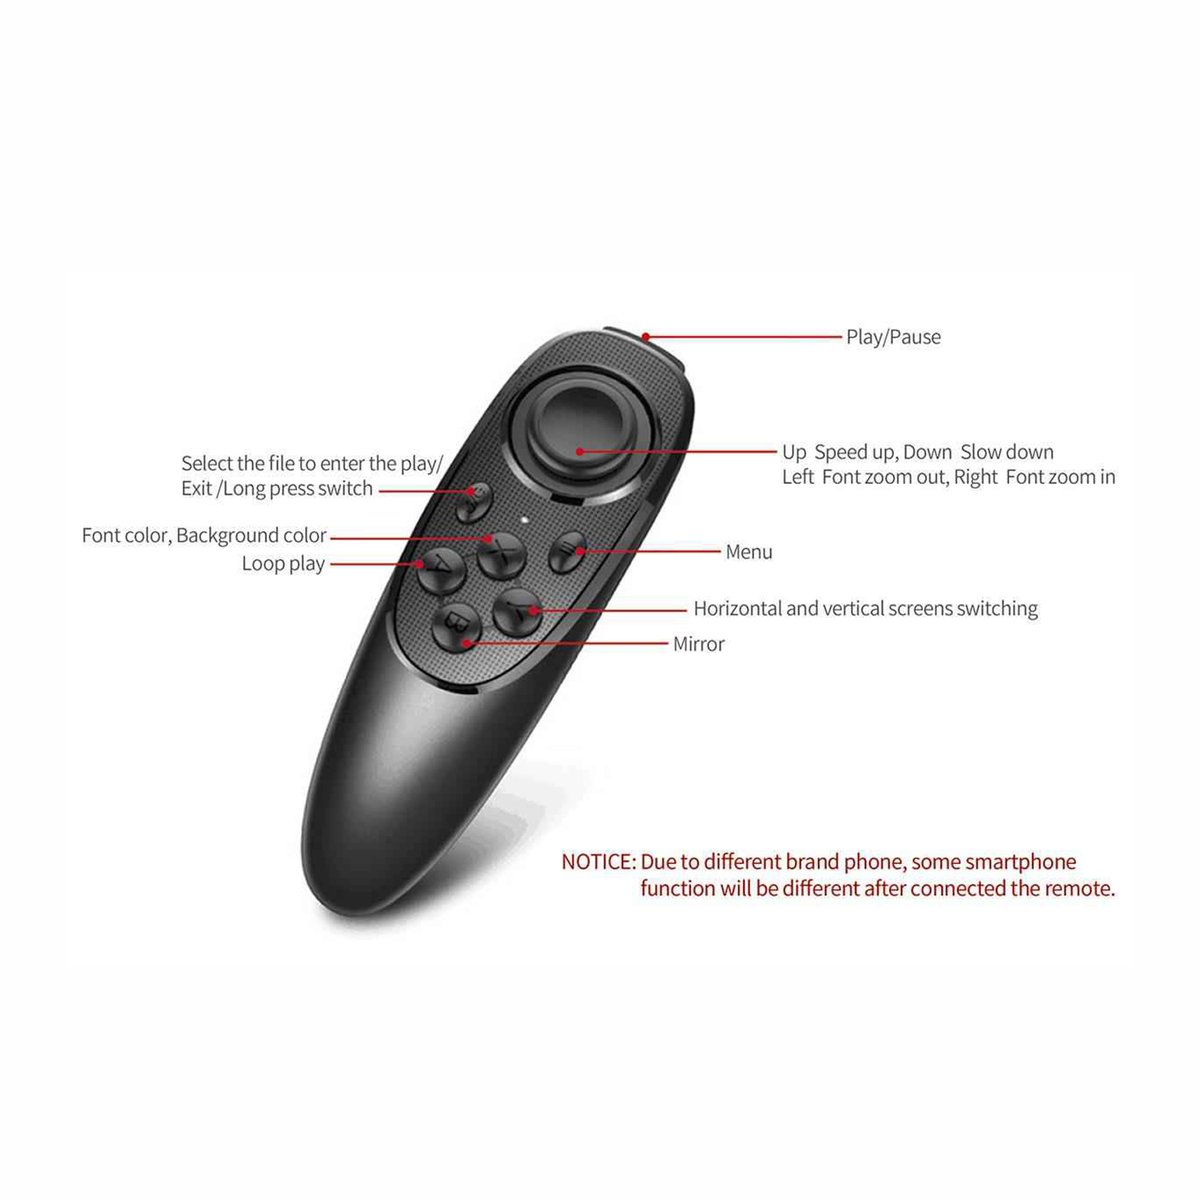 Play/Pause
Up Speed up, Down Slow down
Left Font zoom out, Right Font zoom in
Select the file to enter the play/
Exit /Long press switch
Font color, Background color
X
Loop play
A
Menu
Horizontal and vertical screens switching
Y
B
Mirror
NOTICE: Due to different brand phone, some smartphone
function will be different after connected the remote.